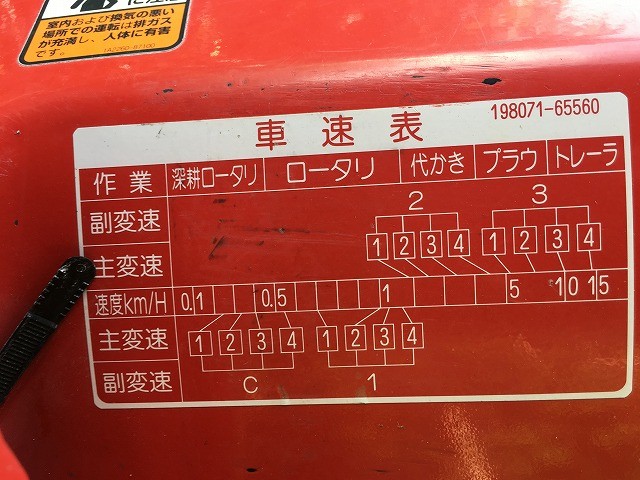 室内および換気の悪い
場所での運転は排ガス
が充満し、人体に有害
です。
1A2260-87100
車速表 198071-65560
作業 深耕ロータリ ロータリ 代かき プラウ トレーラ
副変速 2 3
主変速 1 2 3 4 1 2 3 4
速度km/H 0.1 0.5 1 5 10 15
主変速 1 2 3 4 1 2 3 4
副変速 C 1